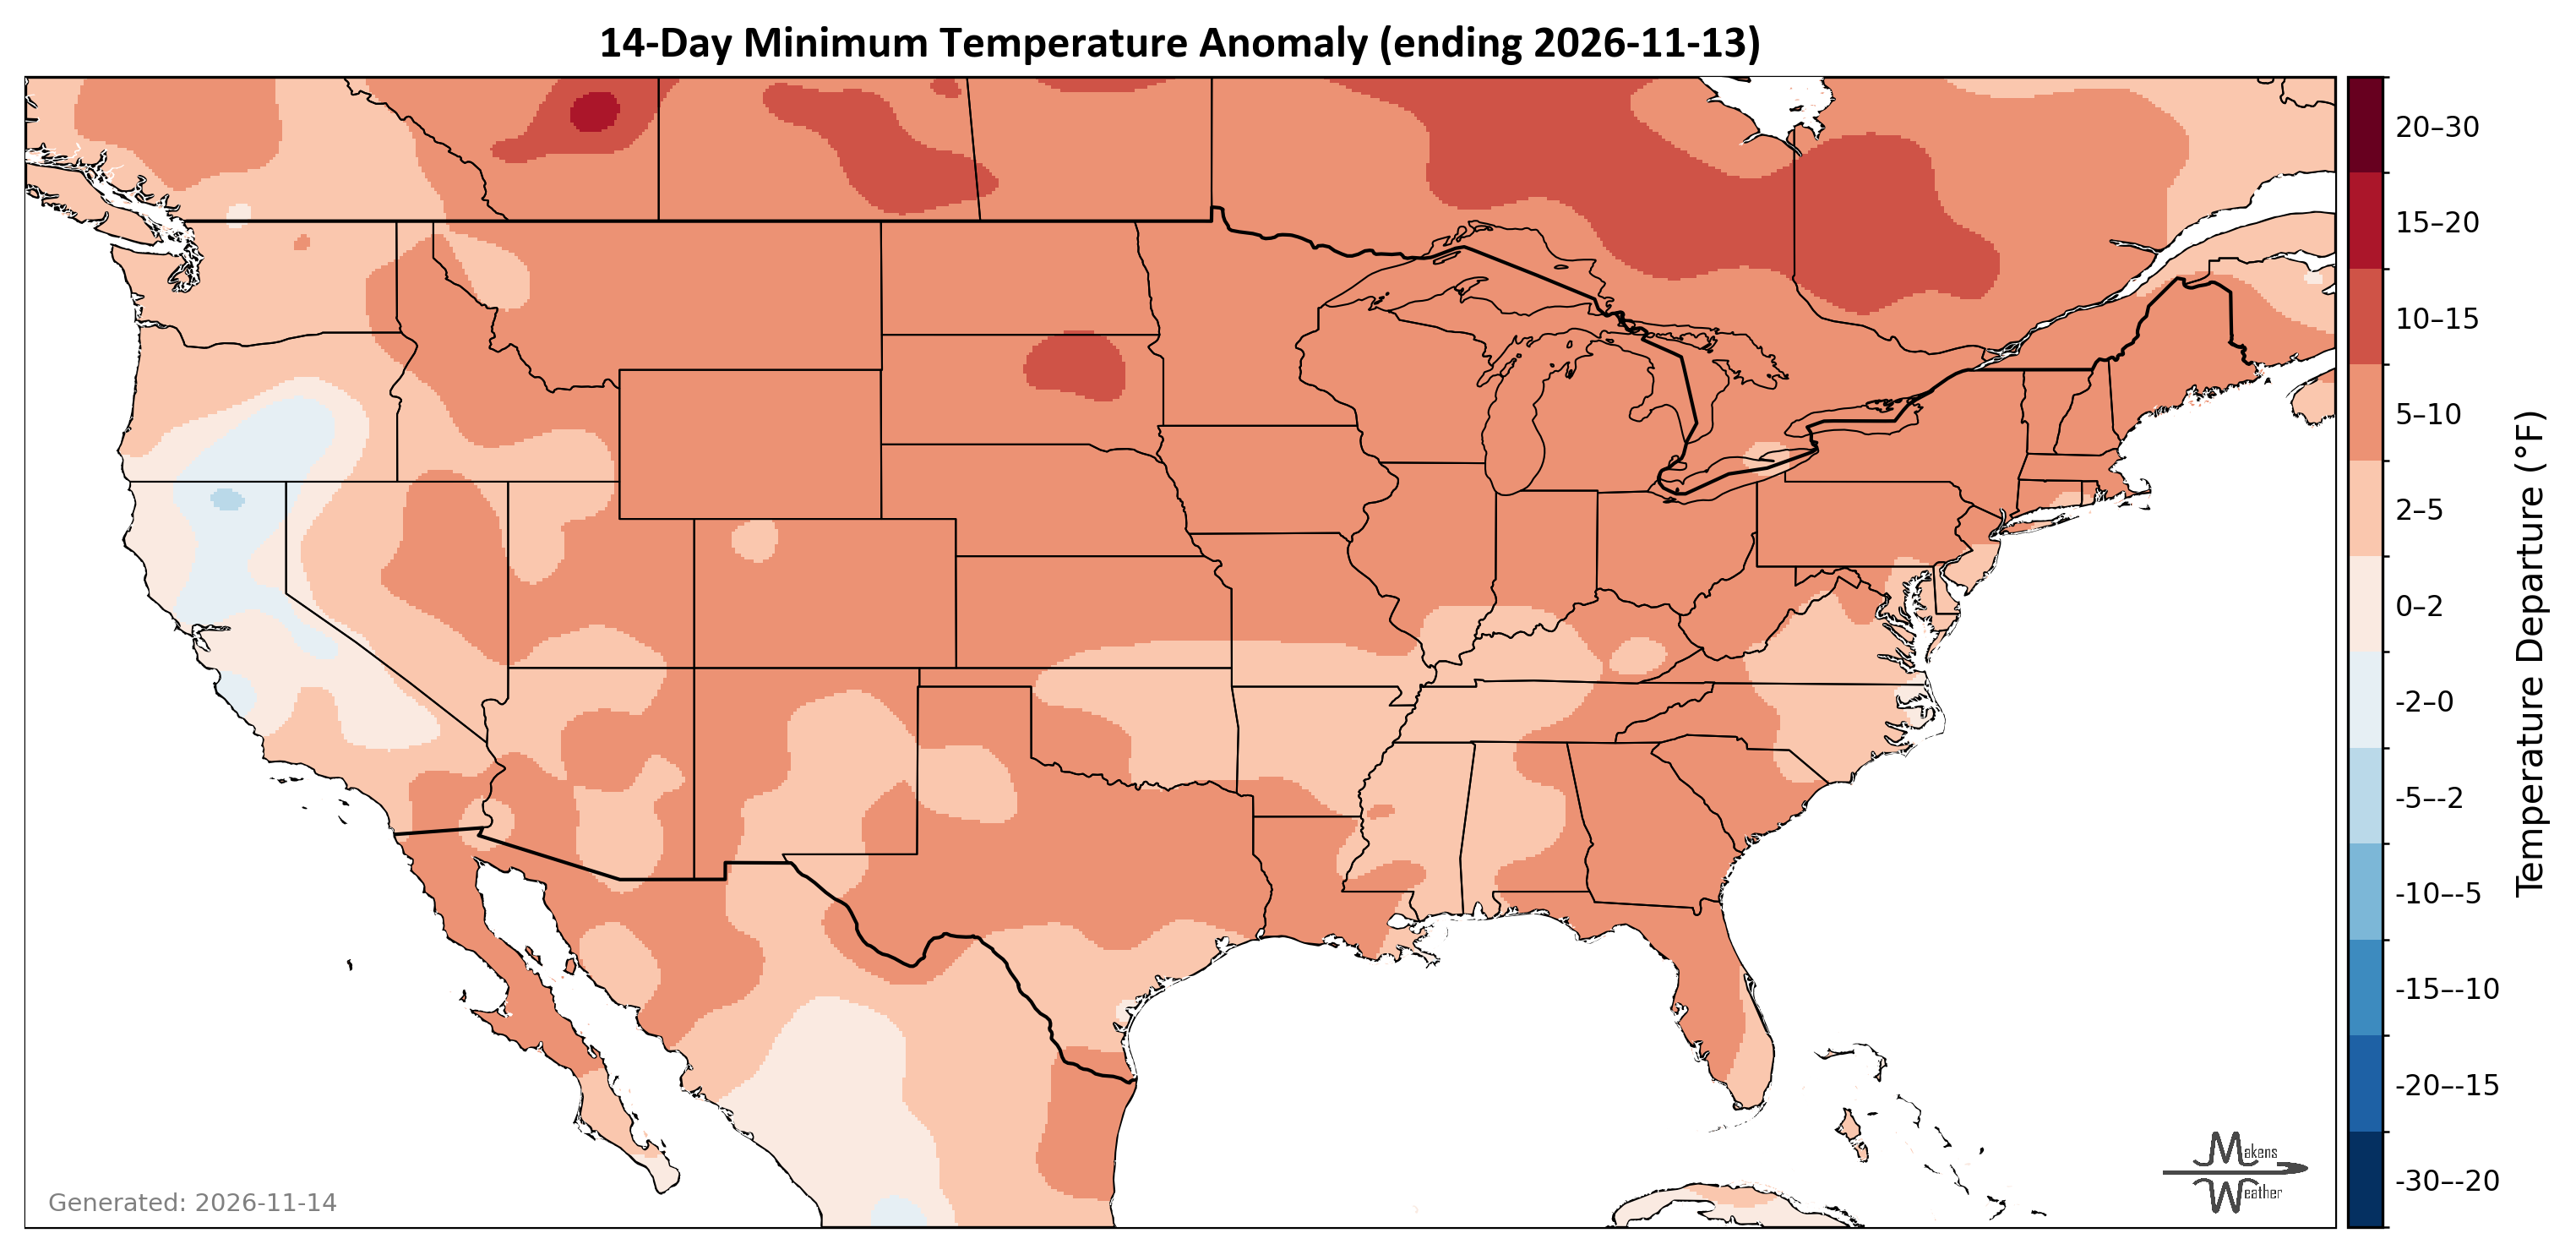 14-Day Minimum Temperature Anomaly (ending 2026-11-13)
20–30
15–20
10–15
5–10
2–5
0–2
-2–0
-5–-2
-10–-5
-15–-10
-20–-15
-30–-20
Temperature Departure (°F)
Generated: 2026-11-14
Makens
Weather